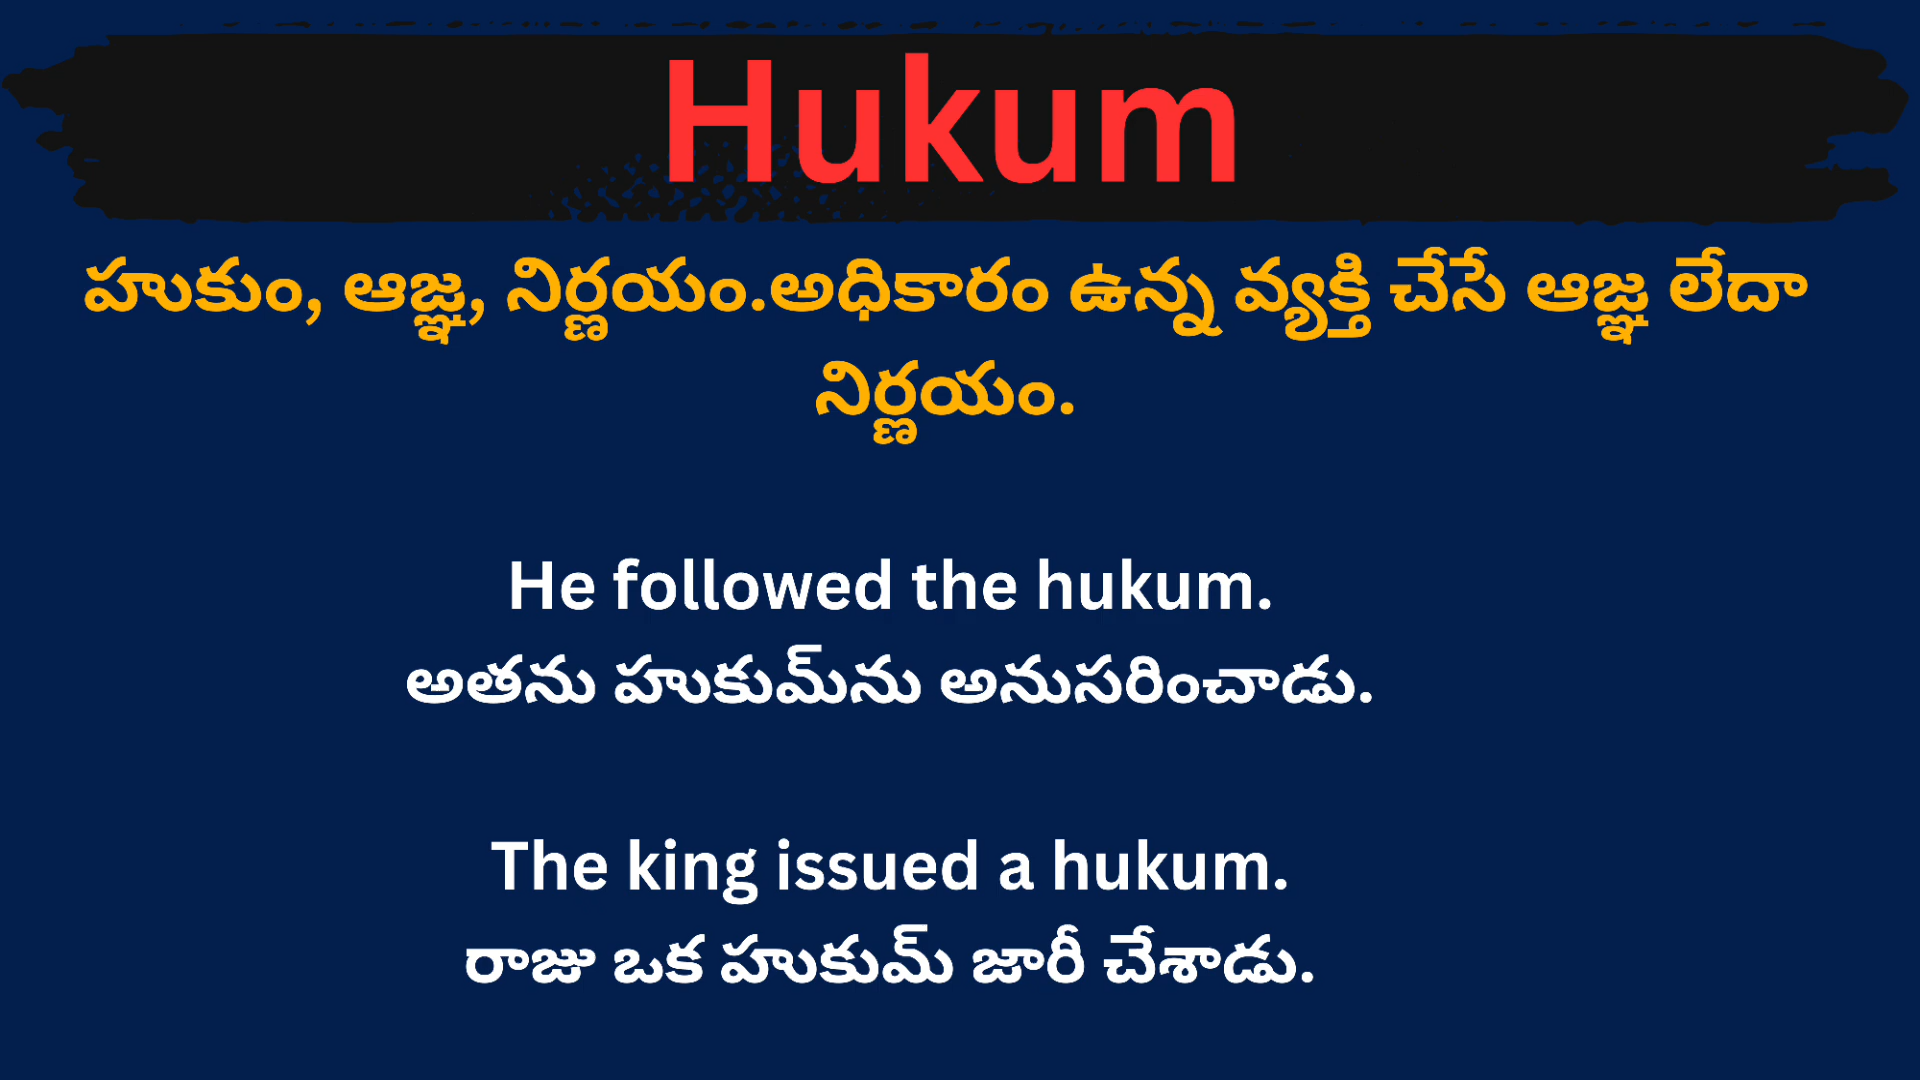 Hukum
హుకుం, ఆజ్ఞ, నిర్ణయం.అధికారం ఉన్న వ్యక్తి చేసే ఆజ్ఞ లేదా
నిర్ణయం.
He followed the hukum.
అతను హుకుమ్‌ను అనుసరించాడు.
The king issued a hukum.
రాజు ఒక హుకుమ్ జారీ చేశాడు.